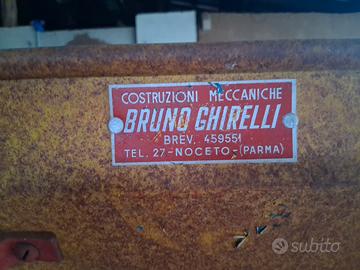 COSTRUZIONI MECCANICHE
BRUNO GHIRELLI
BREV. 459551
TEL. 27-NOCETO-(PARMA)
subito